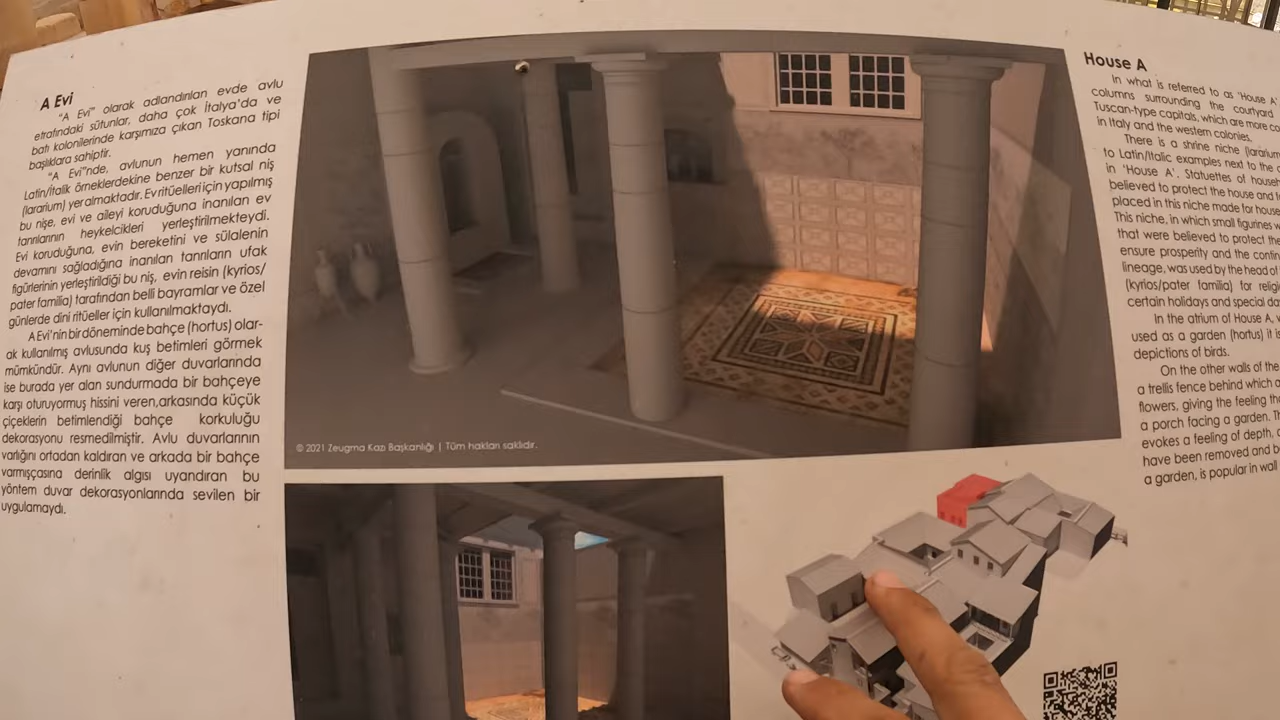 A Evi
"A Evi" olarak adlandırılan evde avlu
etrafındaki sütunlar, daha çok İtalya'da ve
batı kolonilerinde karşımıza çıkan Toskana tipi
başlıklara sahiptir.
"A Evi"nde, avlunun hemen yanında
Latin/İtalik örneklerdekine benzer bir kutsal niş
(lararium) yer almaktadır. Ev ritüelleri için yapılmış
bu nişe, evi ve aileyi koruduğuna inanılan ev
tanrılarının heykelcikleri yerleştirilmekteydi.
Evi koruduğuna, evin bereketini ve sülalenin
devamını sağladığına inanılan tanrıların ufak
figürlerinin yerleştirildiği bu niş, evin reisin (kyrios/
pater familia) tarafından belli bayramlar ve özel
günlerde dini ritüeller için kullanılmaktaydı.
A Evi'nin bir döneminde bahçe (hortus) olar-
ak kullanılmış avlusunda kuş betimleri görmek
mümkündür. Aynı avlunun diğer duvarlarında
ise burada yer alan sundurmada bir bahçeye
karşı oturuyormuş hissini veren,arkasında küçük
çiçeklerin betimlendiği bahçe korkuluğu
dekorasyonu resmedilmiştir. Avlu duvarlarının
varlığını ortadan kaldıran ve arkada bir bahçe
varmışçasına derinlik algısı uyandıran bu
yöntem duvar dekorasyonlarında sevilen bir
uygulamaydı.
© 2021 Zeugma Kazı Başkanlığı | Tüm hakları saklıdır.
House A
In what is referred to as 'House A'
columns surrounding the courtyard
Tuscan-type capitals, which are more
in Italy and the western colonies.
There is a shrine niche (lararium
to Latin/Italic examples next to the
in 'House A'. Statuettes of
believed to protect the house and
placed in this niche made for
This niche, in which small figurines
that were believed to protect the
ensure prosperity and the
lineage, was used by the head of
(kyrios/pater familia) for
certain holidays and special
In the atrium of House A,
used as a garden (hortus) it is
depictions of birds.
On the other walls of the
a trellis fence behind which
flowers, giving the feeling
a porch facing a garden.
evokes a feeling of depth,
have been removed and
a garden, is popular in wall